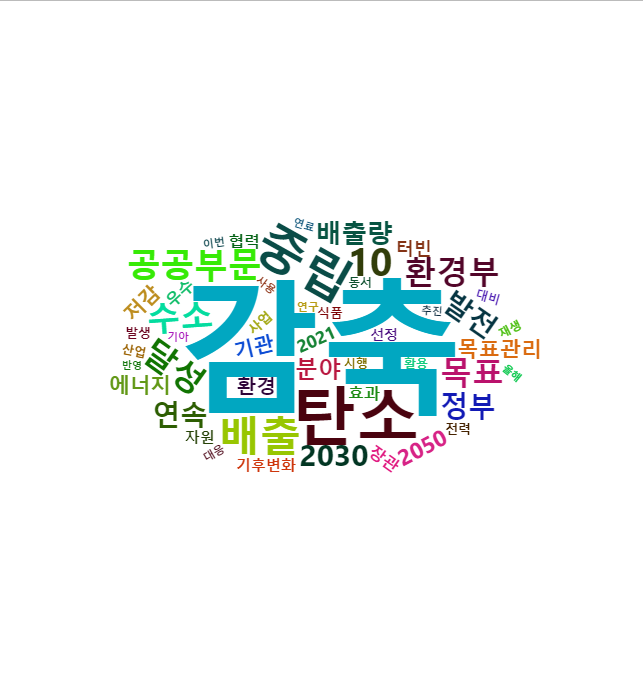 연료
이번
협력
중
립
배출량
터빈
공공부문
10
환경부
저감
우수
사용
동서
대비
수소
감축
연구
식품
추진
발전
재생
발생
기아
사업
2021
선정
산업
반영
달성
기관
분야
시행
활용
목표관리
올해
에너지
환경
효과
목표
연속
탄소
정부
자원
배출
전력
대응
기후변화
2030
장관
2050